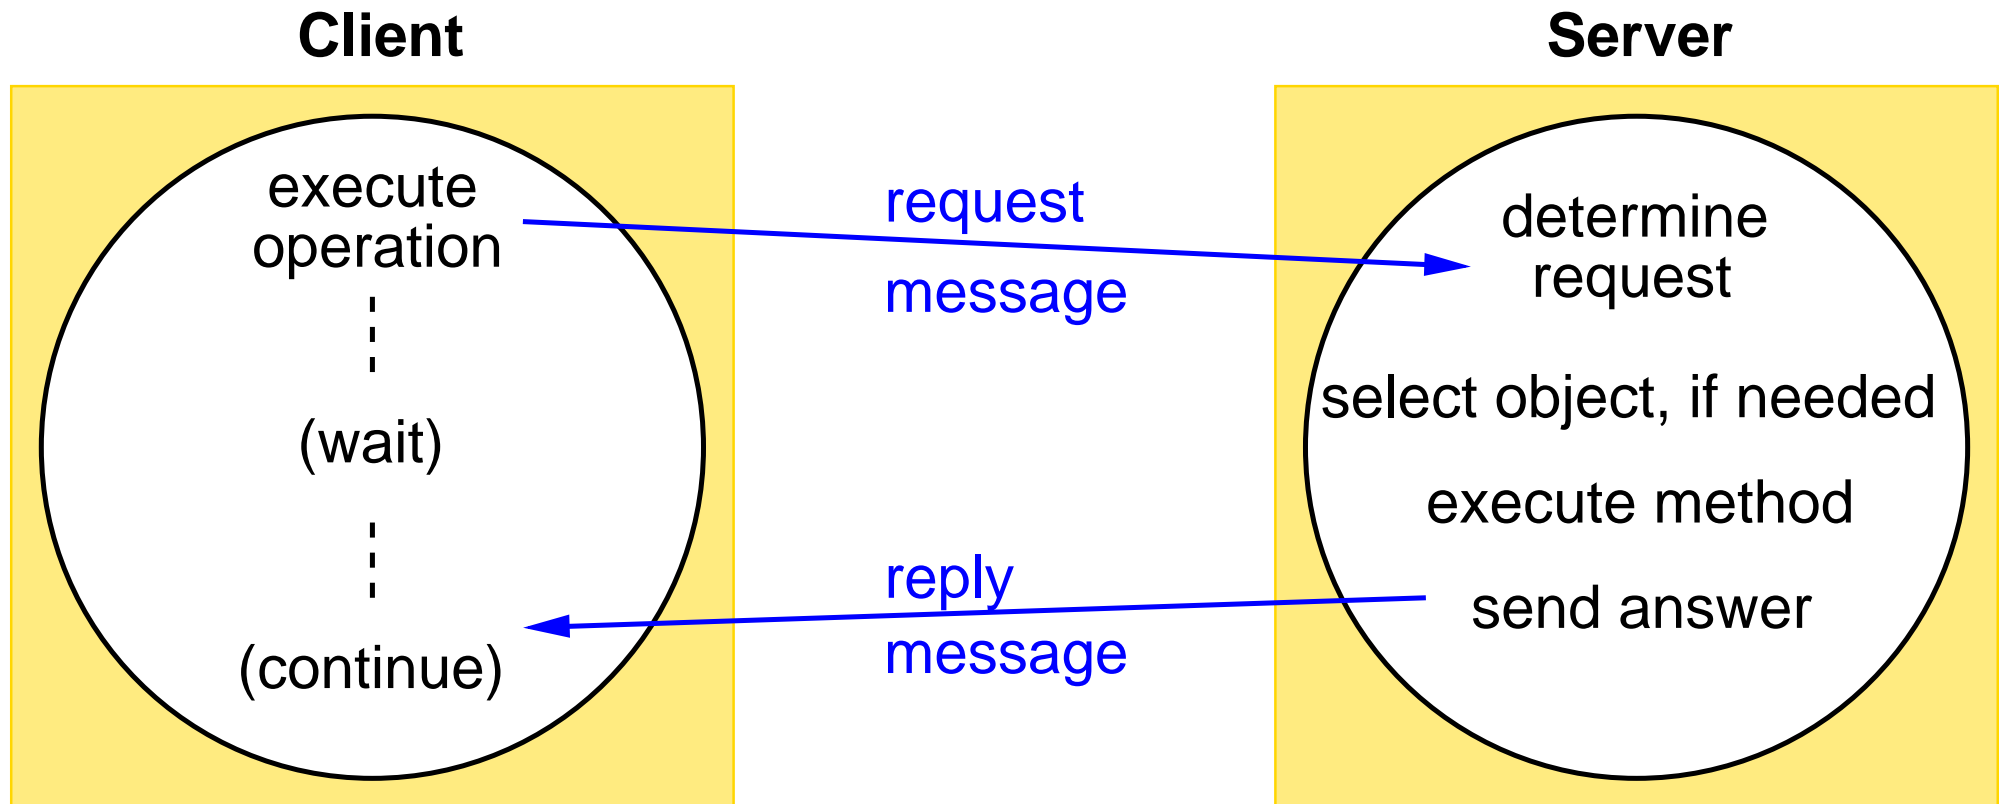 Client
Server
execute
operation
(wait)
(continue)
request
message
reply
message
determine
request
select object, if needed
execute method
send answer